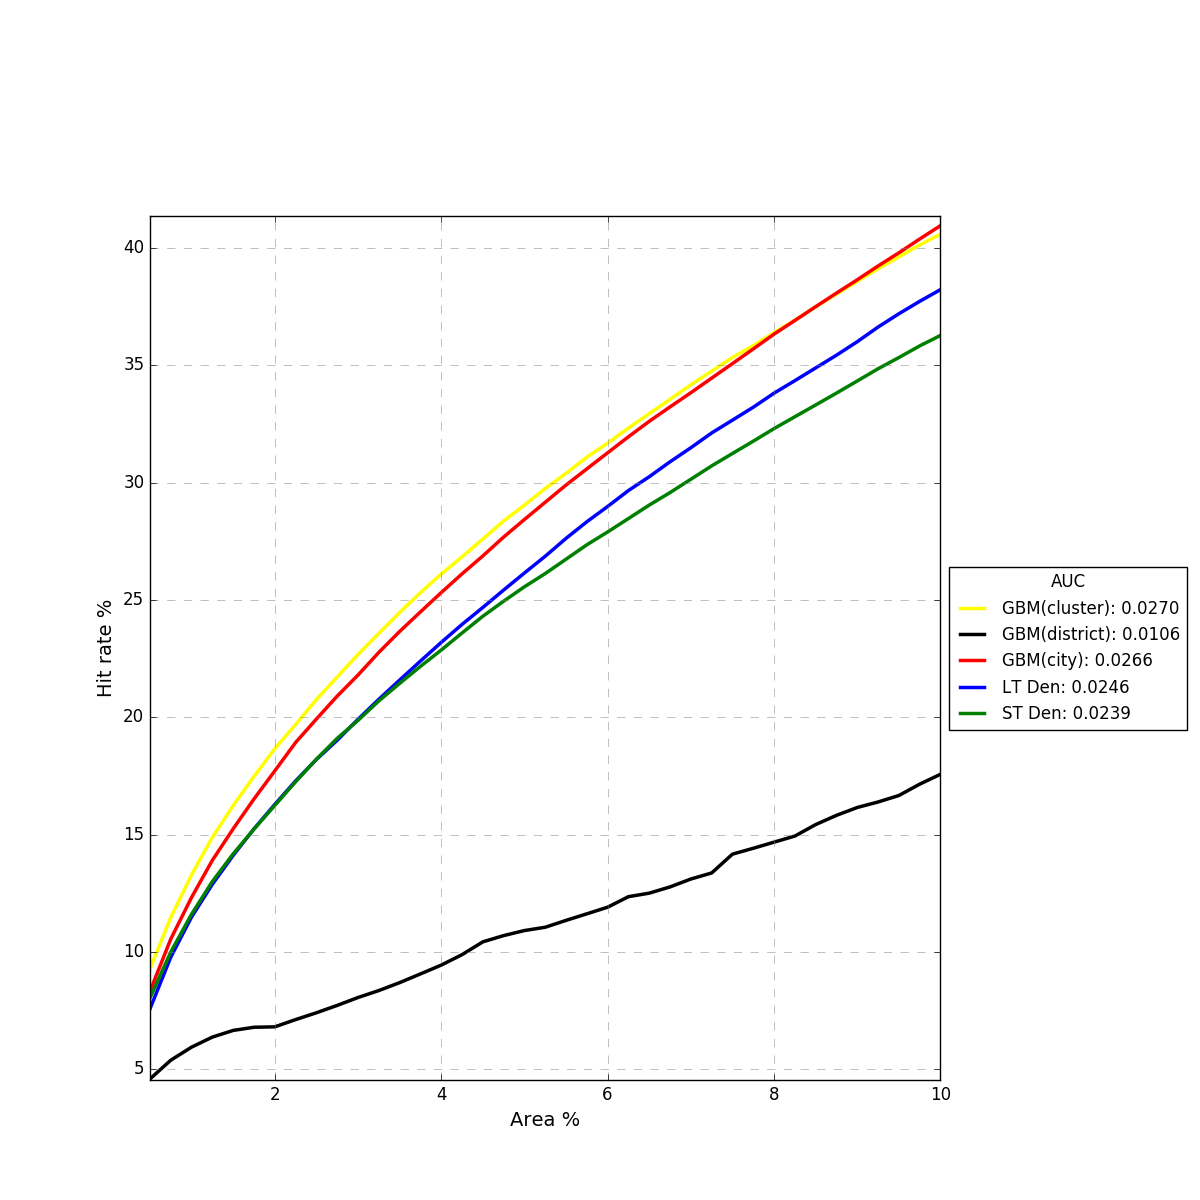 40
35
30
25
20
15
10
5
Hit rate %
2 4 6 8 10
Area %
AUC
GBM(cluster): 0.0270
GBM(district): 0.0106
GBM(city): 0.0266
LT Den: 0.0246
ST Den: 0.0239